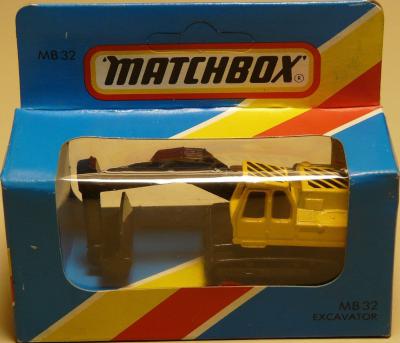 MB 32
MATCHBOX
®
MB 32
EXCAVATOR